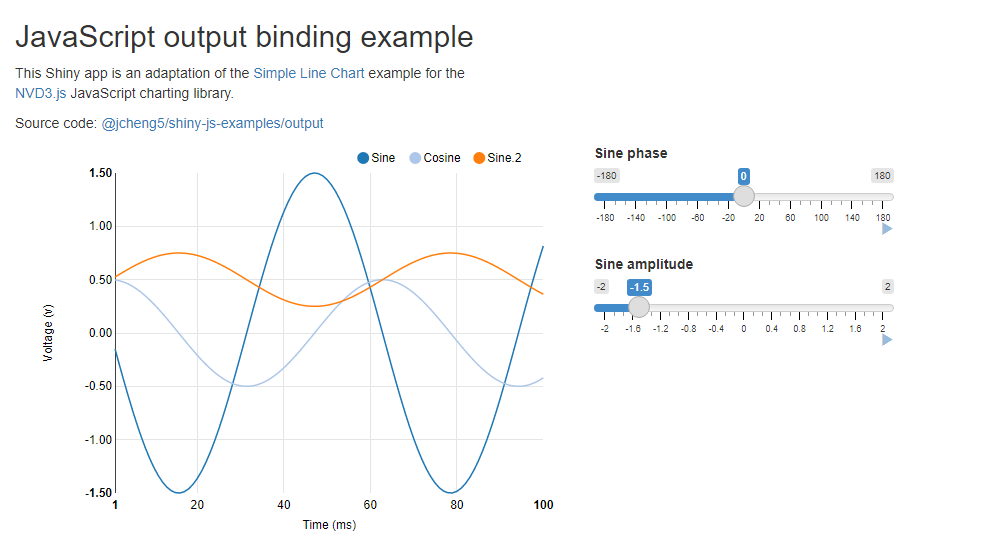 JavaScript output binding example
This Shiny app is an adaptation of the Simple Line Chart example for the
NVD3.js JavaScript charting library.
Source code: @jcheng5/shiny-js-examples/output
Sine Cosine Sine.2
1.50
1.00
0.50
0.00
-0.50
-1.00
-1.50
Voltage (v)
1 20 40 60 80 100
Time (ms)
Sine phase
-180 0 180
-180 -140 -100 -60 -20 20 60 100 140 180
Sine amplitude
-2 -1.5 2
-2 -1.6 -1.2 -0.8 -0.4 0 0.4 0.8 1.2 1.6 2